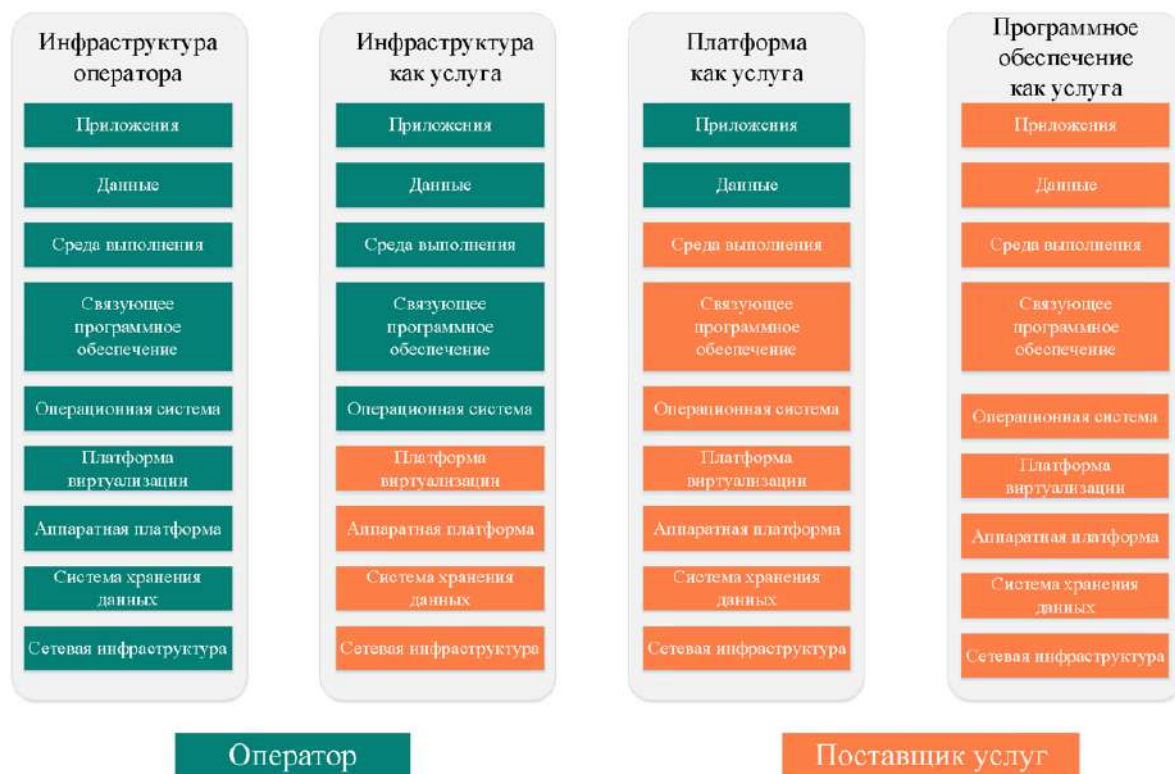 Инфраструктура
оператора
Приложения
Данные
Среда выполнения
Связующее
программное
обеспечение
Операционная система
Платформа
виртуализации
Аппаратная платформа
Система хранения
данных
Сетевая инфраструктура
Инфраструктура
как услуга
Приложения
Данные
Среда выполнения
Связующее
программное
обеспечение
Операционная система
Платформа
виртуализации
Аппаратная платформа
Система хранения
данных
Сетевая инфраструктура
Платформа
как услуга
Приложения
Данные
Среда выполнения
Связующее
программное
обеспечение
Операционная система
Платформа
виртуализации
Аппаратная платформа
Система хранения
данных
Сетевая инфраструктура
Программное
обеспечение
как услуга
Приложения
Данные
Среда выполнения
Связующее
программное
обеспечение
Операционная система
Платформа
виртуализации
Аппаратная платформа
Система хранения
данных
Сетевая инфраструктура
Оператор
Поставщик услуг